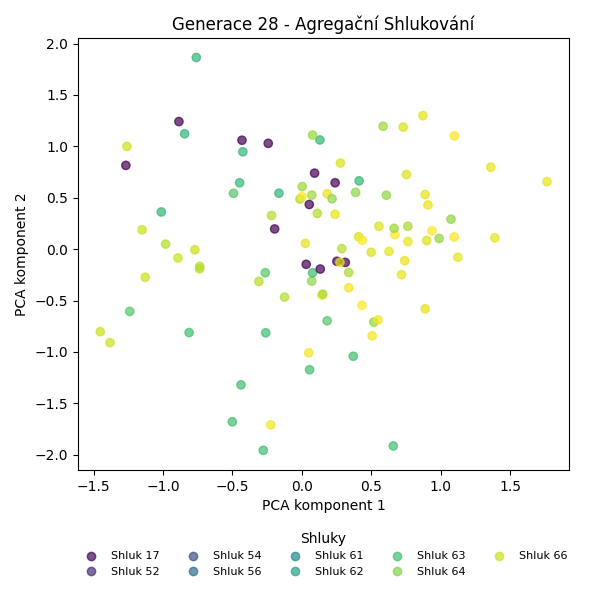 Generace 28 - Agregační Shlukování
2.0
1.5
1.0
0.5
0.0
−0.5
−1.0
−1.5
−2.0
PCA komponent 2
−1.5 −1.0 −0.5 0.0 0.5 1.0 1.5
PCA komponent 1
Shluky
Shluk 17 Shluk 54 Shluk 61 Shluk 63 Shluk 66
Shluk 52 Shluk 56 Shluk 62 Shluk 64